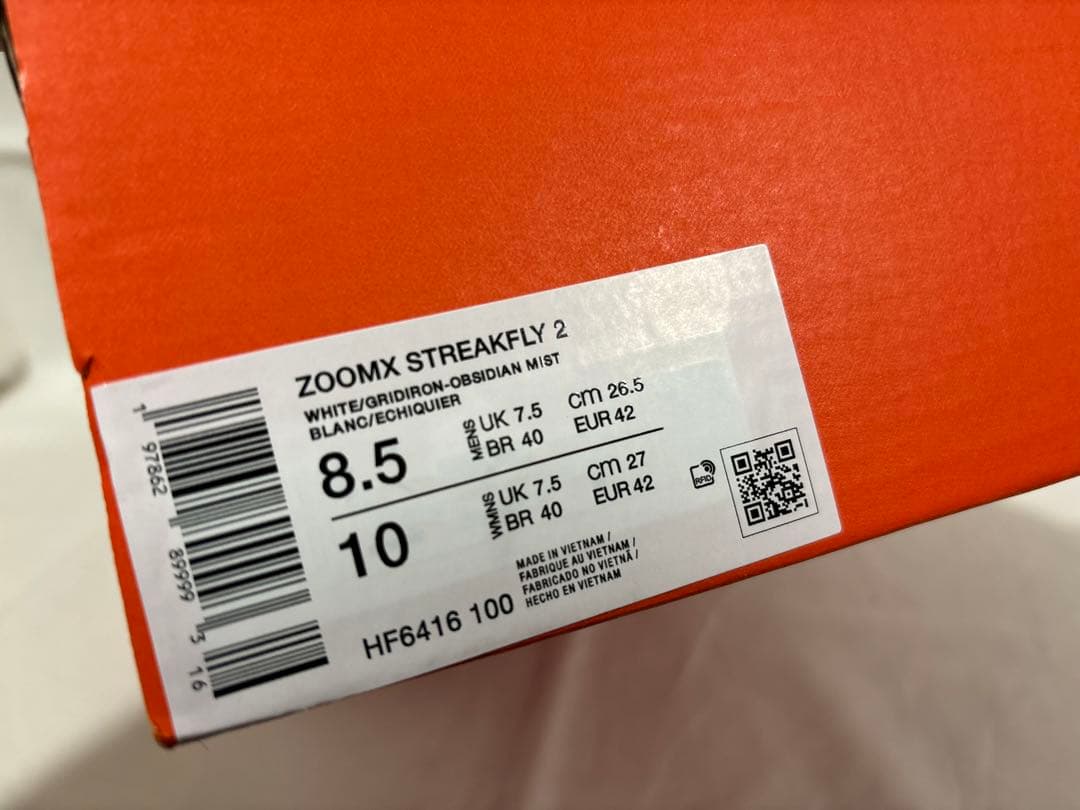 ZOOMX STREAKFLY 2
WHITE/GRIDIRON-OBSIDIAN MIST
BLANC/ECHIQUIER
8.5
MENS
UK 7.5 cm 26.5
BR 40 EUR 42
10
WMNS
UK 7.5 cm 27
BR 40 EUR 42
RFID
MADE IN VIETNAM /
FABRIQUE AU VIETNAM /
FABRICADO NO VIETNÃ /
HECHO EN VIETNAM
HF6416 100
1 97862 89999 3 16